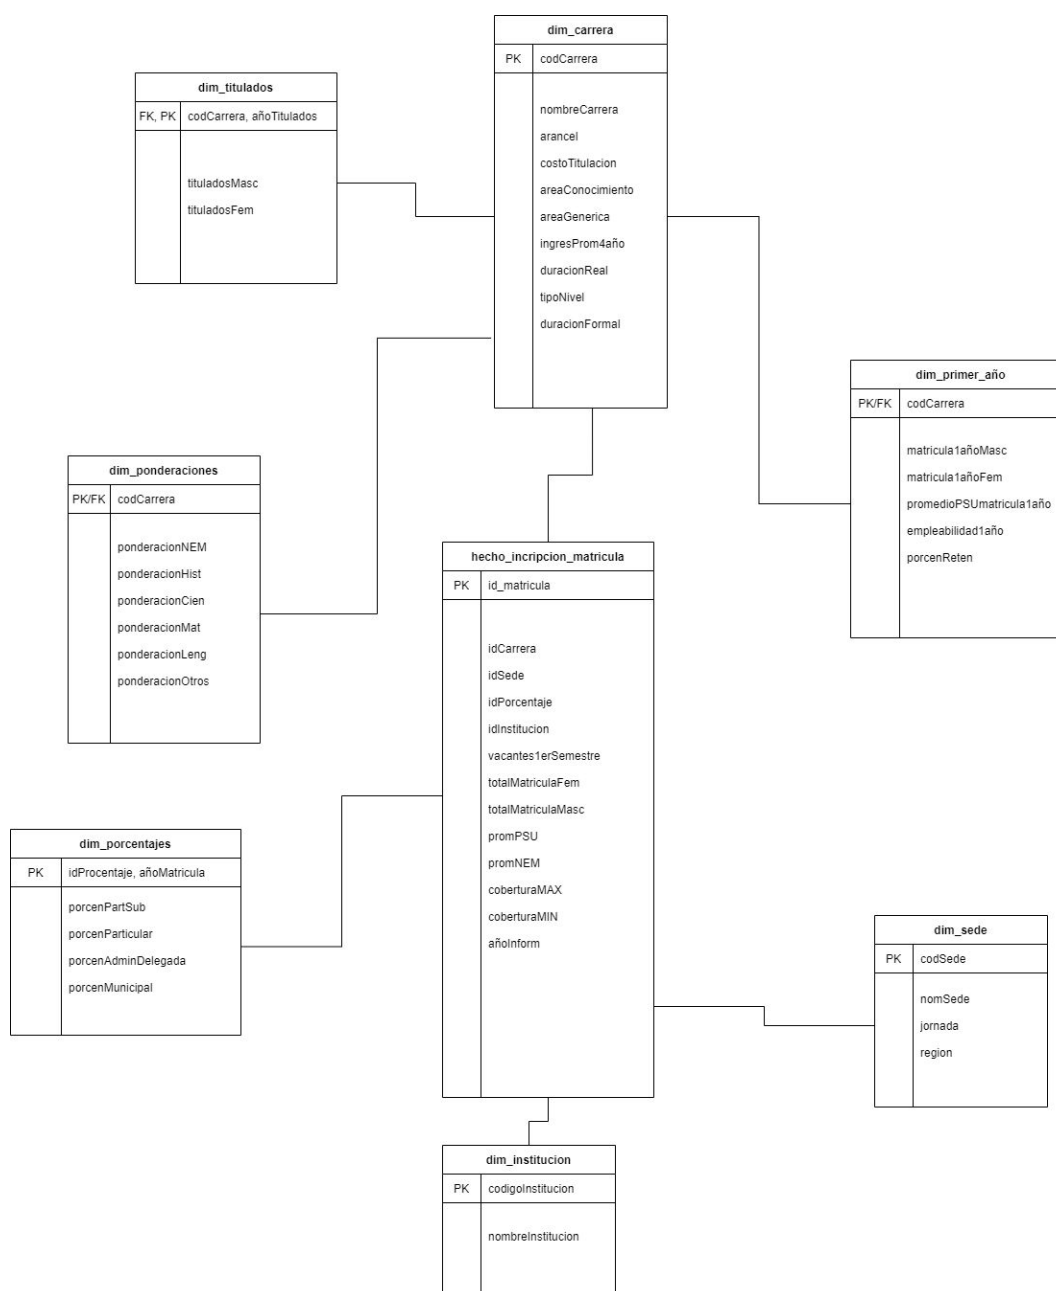 dim_carrera
PK codCarrera
nombreCarrera
arancel
costoTitulacion
areaConocimiento
areaGenerica
ingresProm4año
duracionReal
tipoNivel
duracionFormal
dim_titulados
FK, PK codCarrera, añoTitulados
tituladosMasc
tituladosFem
dim_primer_año
PK/FK codCarrera
matricula1añoMasc
matricula1añoFem
promedioPSUmatricula1año
empleabilidad1año
porcenReten
dim_ponderaciones
PK/FK codCarrera
ponderacionNEM
ponderacionHist
ponderacionCien
ponderacionMat
ponderacionLeng
ponderacionOtros
hecho_incripcion_matricula
PK id_matricula
idCarrera
idSede
idPorcentaje
idInstitucion
vacantes1erSemestre
totalMatriculaFem
totalMatriculaMasc
promPSU
promNEM
coberturaMAX
coberturaMIN
añoInform
dim_porcentajes
PK idProcentaje, añoMatricula
porcenPartSub
porcenParticular
porcenAdminDelegada
porcenMunicipal
dim_sede
PK codSede
nomSede
jornada
region
dim_institucion
PK codigoInstitucion
nombreInstitucion